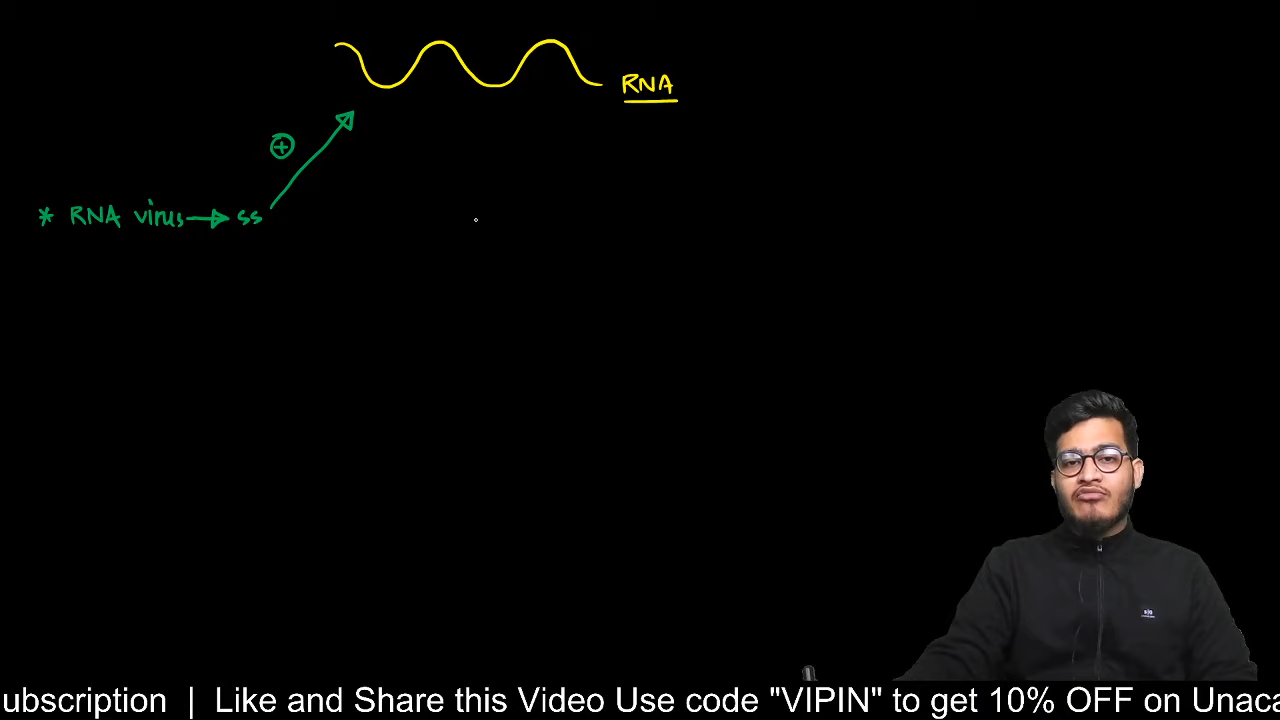 RNA
⊕
* RNA virus → ss
ubscription | Like and Share this Video Use code "VIPIN" to get 10% OFF on Unaca